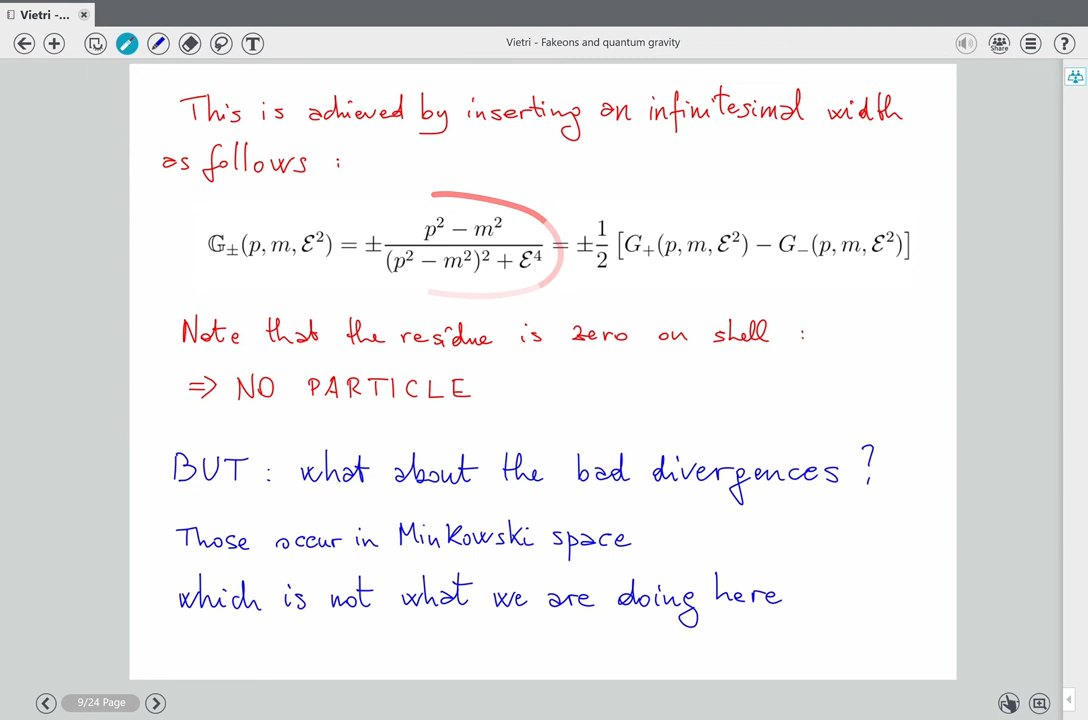 Vietri -...
Vietri - Fakeons and quantum gravity
Share
This is achieved by inserting an infinitesimal width
as follows :
𝔾±(p, m, ℰ²) = ± (p² − m²) / ((p² − m²)² + ℰ⁴) = ± 1/2 [G₊(p, m, ℰ²) − G₋(p, m, ℰ²)]
Note that the residue is zero on shell :
=> NO PARTICLE
BUT : what about the bad divergences ?
Those occur in Minkowski space
which is not what we are doing here
9/24 Page